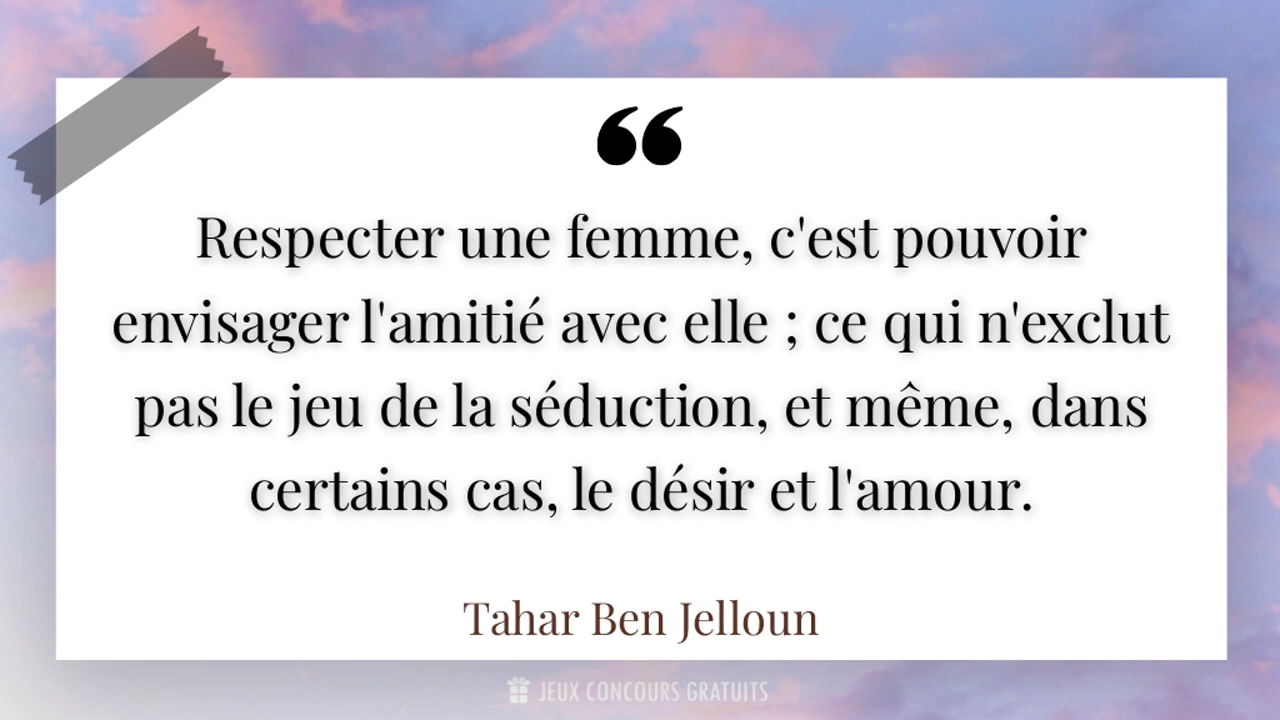 ❝
Respecter une femme, c'est pouvoir
envisager l'amitié avec elle ; ce qui n'exclut
pas le jeu de la séduction, et même, dans
certains cas, le désir et l'amour.
Tahar Ben Jelloun
JEUX CONCOURS GRATUITS